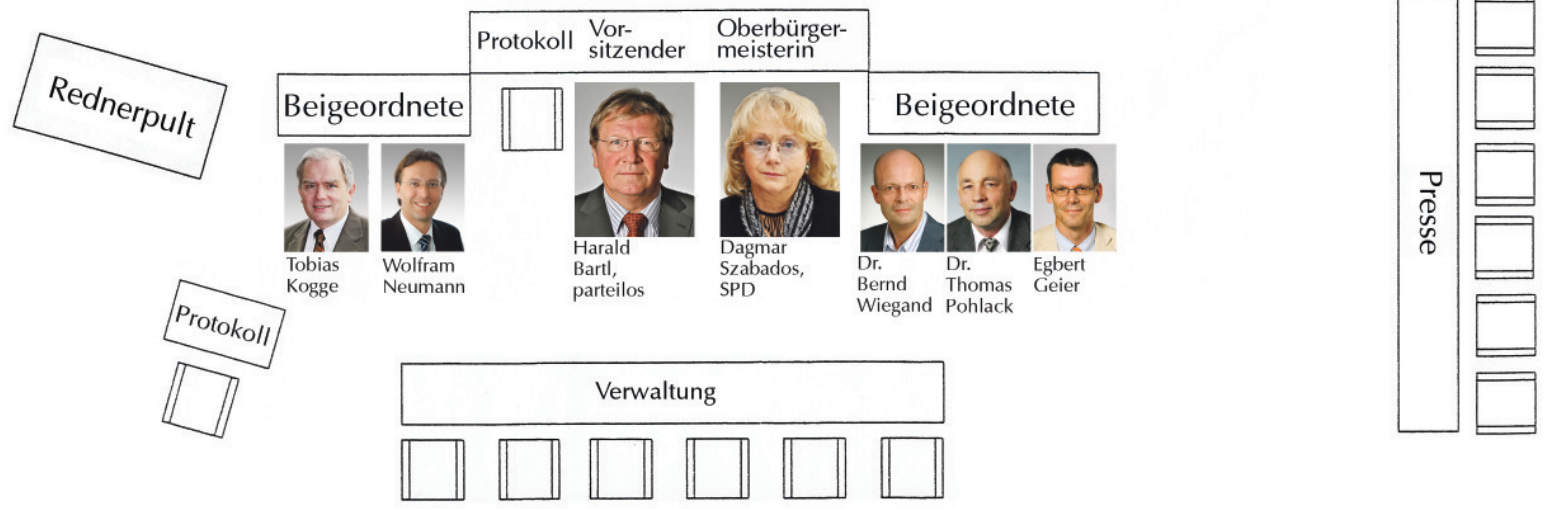 Rednerpult
Beigeordnete
Protokoll
Vor-
sitzender
Oberbürger-
meisterin
Beigeordnete
Tobias
Kogge
Wolfram
Neumann
Harald
Bartl,
parteilos
Dagmar
Szabados,
SPD
Dr.
Bernd
Wiegand
Dr.
Thomas
Pohlack
Egbert
Geier
Presse
Protokoll
Verwaltung